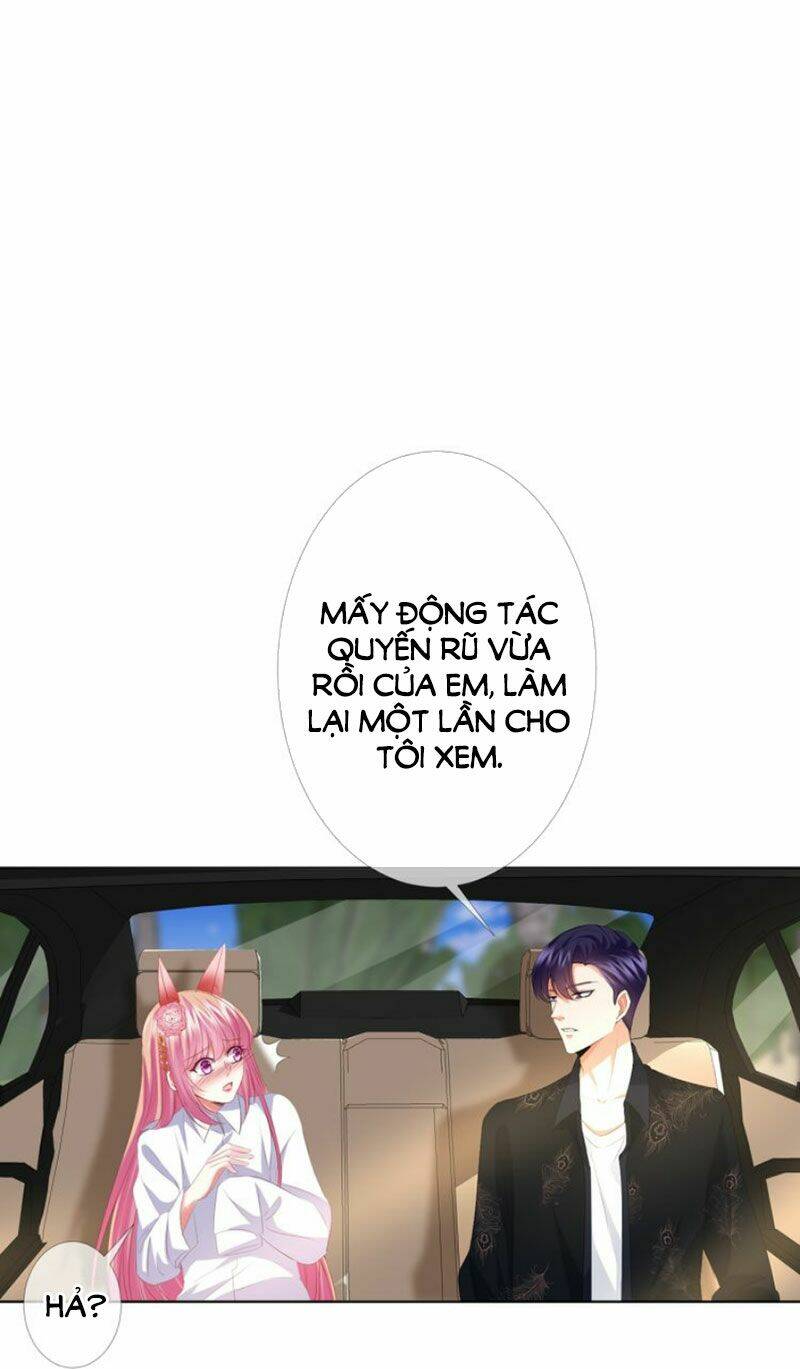 MẤY ĐỘNG TÁC
QUYẾN RŨ VỪA
RỒI CỦA EM, LÀM
LẠI MỘT LẦN CHO
TÔI XEM.
HẢ?